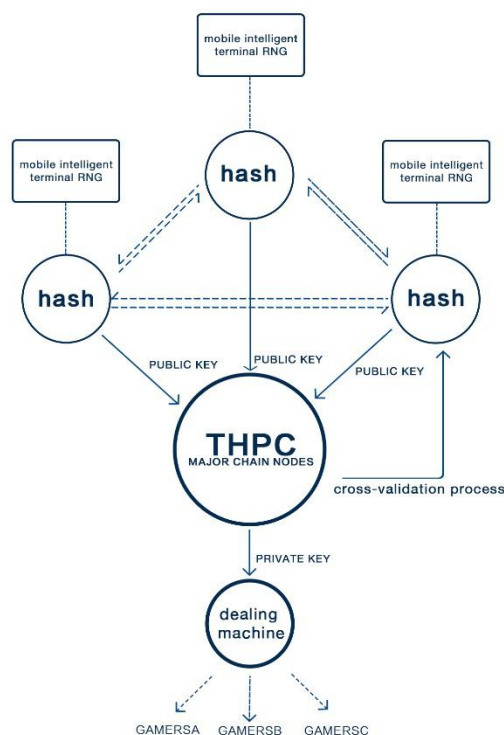 mobile intelligent
terminal RNG
mobile intelligent
terminal RNG
mobile intelligent
terminal RNG
hash
hash
hash
PUBLIC KEY
PUBLIC KEY
PUBLIC KEY
THPC
MAJOR CHAIN NODES
cross-validation process
PRIVATE KEY
dealing
machine
GAMERSA
GAMERSB
GAMERSC